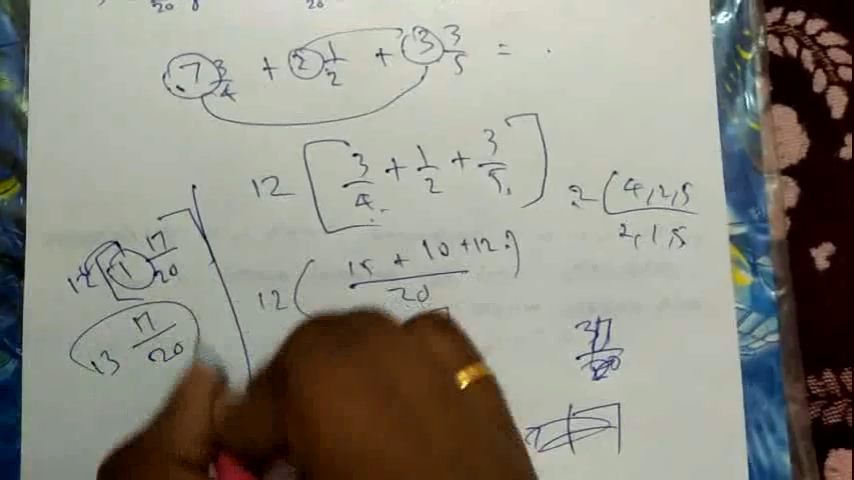 7 3/4 + 2 1/2 + 3 3/5 = .
12 [3/4 + 1/2 + 3/5]
2 (4,2,5
2,1,5
12 [1 17/20
12 (15 + 10 + 12 / 20)
13 17/20
37/20